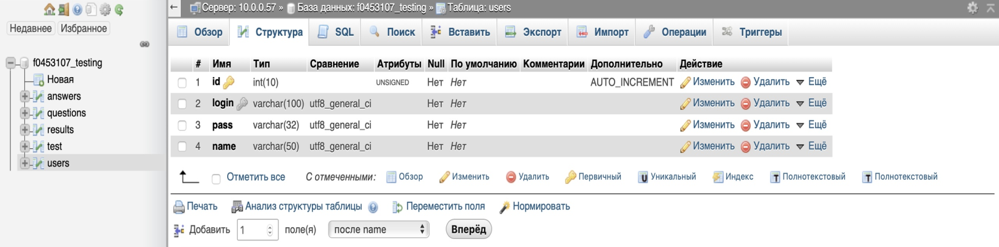 Сервер: 10.0.0.57 » База данных: f0453107_testing » Таблица: users
Недавнее Избранное
f0453107_testing
Новая
answers
questions
results
test
users
Обзор Структура SQL Поиск Вставить Экспорт Импорт Операции Триггеры
# Имя Тип Сравнение Атрибуты Null По умолчанию Комментарии Дополнительно Действие
1 id int(10) UNSIGNED Нет Нет AUTO_INCREMENT Изменить Удалить Ещё
2 login varchar(100) utf8_general_ci Нет Нет Изменить Удалить Ещё
3 pass varchar(32) utf8_general_ci Нет Нет Изменить Удалить Ещё
4 name varchar(50) utf8_general_ci Нет Нет Изменить Удалить Ещё
Отметить все С отмеченными: Обзор Изменить Удалить Первичный Уникальный Индекс Полнотекстовый Полнотекстовый
Печать Анализ структуры таблицы Переместить поля Нормировать
Добавить 1 поле(я) после name Вперёд